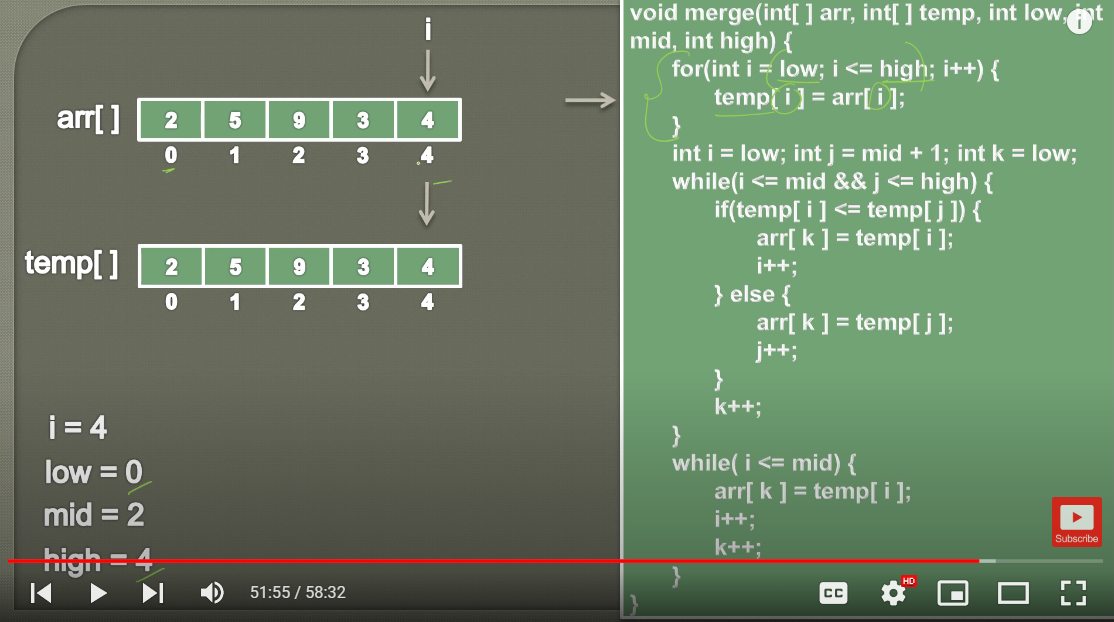 i
arr[ ] 2 5 9 3 4
0 1 2 3 4
temp[ ] 2 5 9 3 4
0 1 2 3 4
i = 4
low = 0
mid = 2
high = 4
void merge(int[ ] arr, int[ ] temp, int low, int
mid, int high) {
for(int i = low; i <= high; i++) {
temp[ i ] = arr[ i ];
}
int i = low; int j = mid + 1; int k = low;
while(i <= mid && j <= high) {
if(temp[ i ] <= temp[ j ]) {
arr[ k ] = temp[ i ];
i++;
} else {
arr[ k ] = temp[ j ];
j++;
}
k++;
}
while( i <= mid) {
arr[ k ] = temp[ i ];
i++;
k++;
}
}
i
Subscribe
51:55 / 58:32
CC
HD